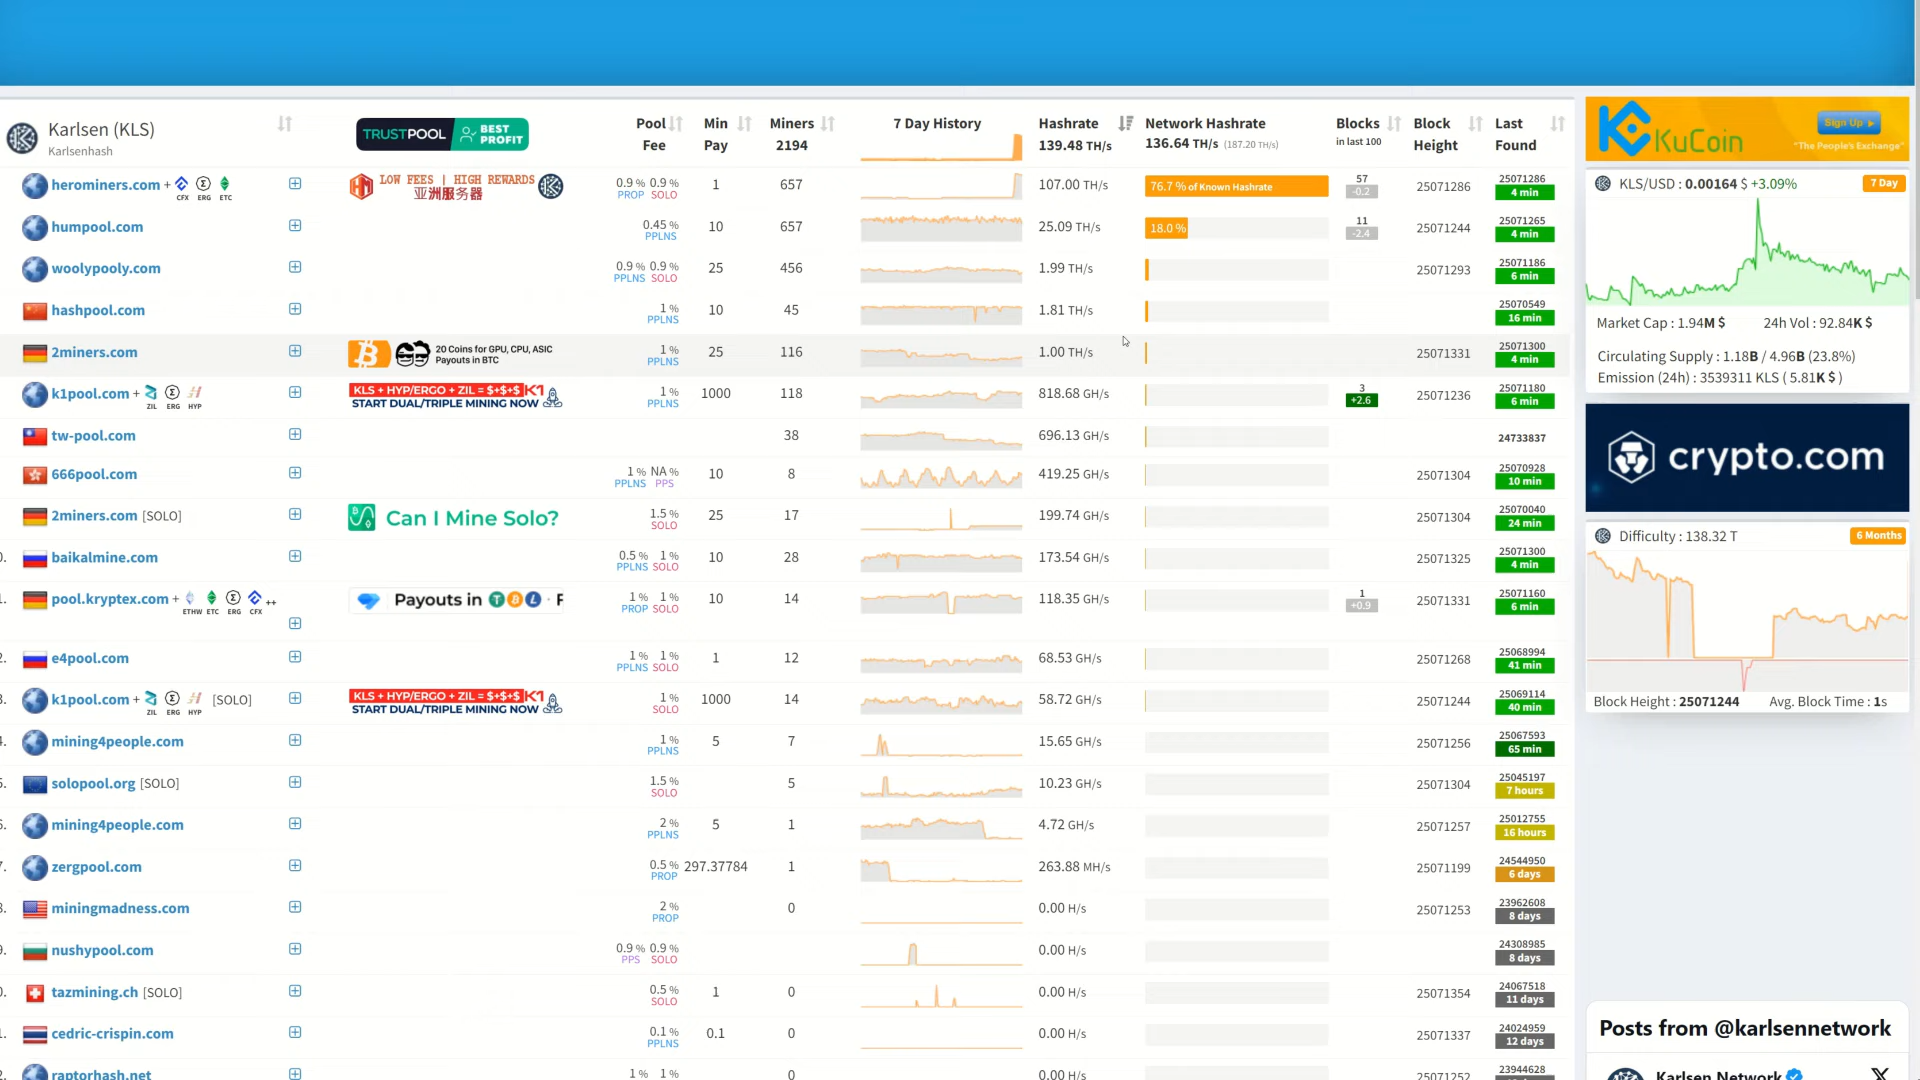 Karlsen (KLS)
Karlsenhash
TRUSTPOOL BEST PROFIT
Pool Fee
Min Pay
Miners 2194
7 Day History
Hashrate 139.48 TH/s
Network Hashrate
136.64 TH/s (187.20 TH/s)
Blocks in last 100
Block Height
Last Found
herominers.com + CFX ERG ETC LOW FEES | HIGH REWARDS 亚洲服务器 0.9 % 0.9 % PROP SOLO 1 657 107.00 TH/s 76.7 % of Known Hashrate 57 -0.2 25071286 25071286 4 min
humpool.com 0.45 % PPLNS 10 657 25.09 TH/s 18.0 % 11 -2.4 25071244 25071265 4 min
woolypooly.com 0.9 % 0.9 % PPLNS SOLO 25 456 1.99 TH/s 25071293 25071186 6 min
hashpool.com 1 % PPLNS 10 45 1.81 TH/s 25070549 16 min
2miners.com 20 Coins for GPU, CPU, ASIC Payouts in BTC 1 % PPLNS 25 116 1.00 TH/s 25071331 25071300 4 min
k1pool.com + ZIL ERG HYP KLS + HYP/ERGO + ZIL = $+$+$ K1 START DUAL/TRIPLE MINING NOW 1 % PPLNS 1000 118 818.68 GH/s 3 +2.6 25071236 25071180 6 min
tw-pool.com 38 696.13 GH/s 24733837
666pool.com 1 % NA % PPLNS PPS 10 8 419.25 GH/s 25071304 25070928 10 min
2miners.com [SOLO] Can I Mine Solo? 1.5 % SOLO 25 17 199.74 GH/s 25071304 25070040 24 min
0. baikalmine.com 0.5 % 1 % PPLNS SOLO 10 28 173.54 GH/s 25071325 25071300 4 min
1. pool.kryptex.com + ETHW ETC ERG CFX ++ Payouts in T B L · F 1 % 1 % PROP SOLO 10 14 118.35 GH/s 1 +0.9 25071331 25071160 6 min
2. e4pool.com 1 % 1 % PPLNS SOLO 1 12 68.53 GH/s 25071268 25068994 41 min
3. k1pool.com + ZIL ERG HYP [SOLO] KLS + HYP/ERGO + ZIL = $+$+$ K1 START DUAL/TRIPLE MINING NOW 1 % SOLO 1000 14 58.72 GH/s 25071244 25069114 40 min
4. mining4people.com 1 % PPLNS 5 7 15.65 GH/s 25071256 25067593 65 min
5. solopool.org [SOLO] 1.5 % SOLO 5 10.23 GH/s 25071304 25045197 7 hours
6. mining4people.com 2 % PPLNS 5 1 4.72 GH/s 25071257 25012755 16 hours
7. zergpool.com 0.5 % PROP 297.37784 1 263.88 MH/s 25071199 24544950 6 days
8. miningmadness.com 2 % PROP 0 0.00 H/s 25071253 23962608 8 days
9. nushypool.com 0.9 % 0.9 % PPS SOLO 0.00 H/s 24308985 8 days
0. tazmining.ch [SOLO] 0.5 % SOLO 1 0 0.00 H/s 25071354 24067518 11 days
1. cedric-crispin.com 0.1 % PPLNS 0.1 0 0.00 H/s 25071337 24024959 12 days
2. raptorhash.net 1 % 1 % 0 0.00 H/s 25071252 23944628
KuCoin
Sign Up
"The People's Exchange"
KLS/USD : 0.00164 $ +3.09% 7 Day
Market Cap : 1.94M $ 24h Vol : 92.84K $
Circulating Supply : 1.18B / 4.96B (23.8%)
Emission (24h) : 3539311 KLS ( 5.81K $ )
crypto.com
Difficulty : 138.32 T 6 Months
Block Height : 25071244 Avg. Block Time : 1s
Posts from @karlsennetwork
Karlsen Network